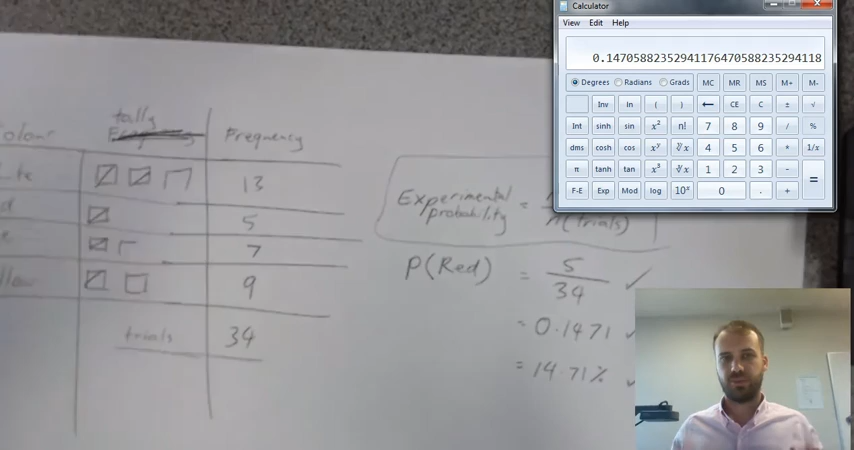 Calculator
View Edit Help
0.14705882352941176470588235294118
Degrees Radians Grads MC MR MS M+ M-
Inv ln ( ) ← CE C ± √
Int sinh sin x² n! 7 8 9 / %
dms cosh cos xʸ ʸ√x 4 5 6 * 1/x
π tanh tan x³ ³√x 1 2 3 - =
F-E Exp Mod log 10ˣ 0 . +
tally
Frequency
13
5
7
9
trials 34
Experimental
probability = n(trials)
P(Red) = 5/34 ✓
= 0.1471
= 14.71%